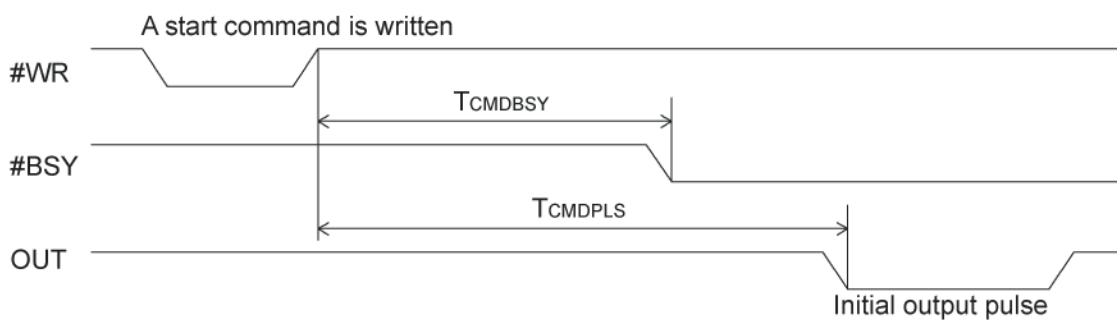 A start command is written
#WR
TCMDBSY
#BSY
TCMDPLS
OUT
Initial output pulse